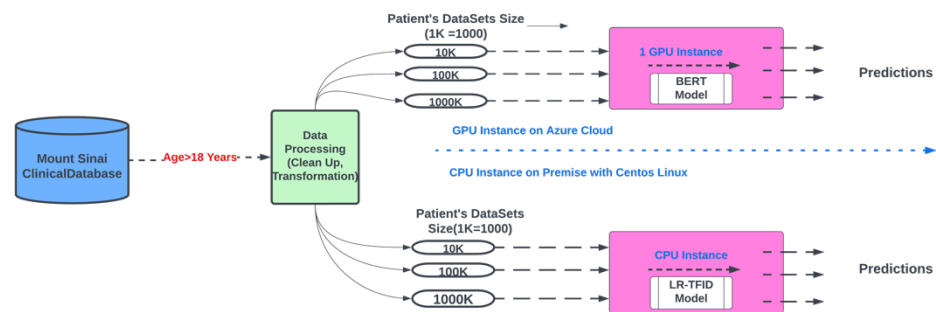 Patient's DataSets Size
(1K =1000)
10K
100K
1000K
1 GPU Instance
BERT
Model
Predictions
GPU Instance on Azure Cloud
CPU Instance on Premise with Centos Linux
Mount Sinai
ClinicalDatabase
Age>18 Years
Data
Processing
(Clean Up,
Transformation)
Patient's DataSets
Size(1K=1000)
10K
100K
1000K
CPU Instance
LR-TFID
Model
Predictions